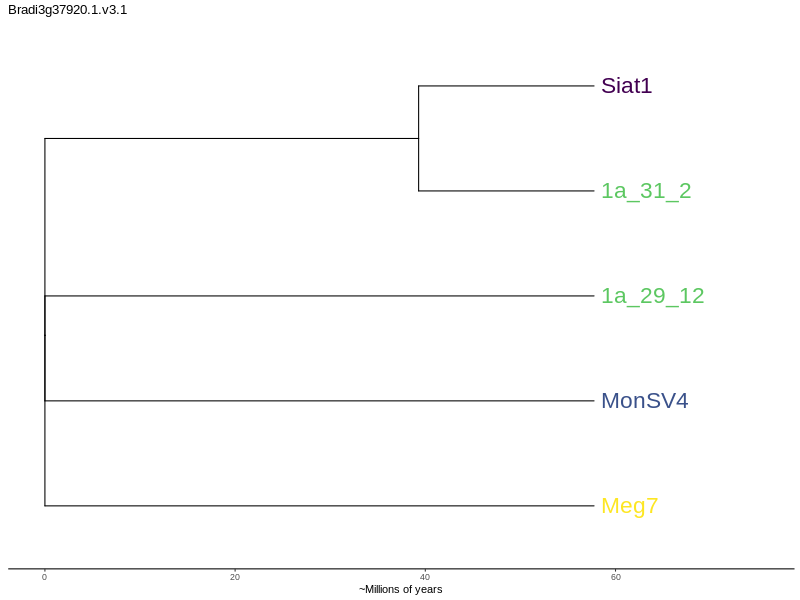 Bradi3g37920.1.v3.1
Siat1
1a_31_2
1a_29_12
MonSV4
Meg7
0 20 40 60
~Millions of years